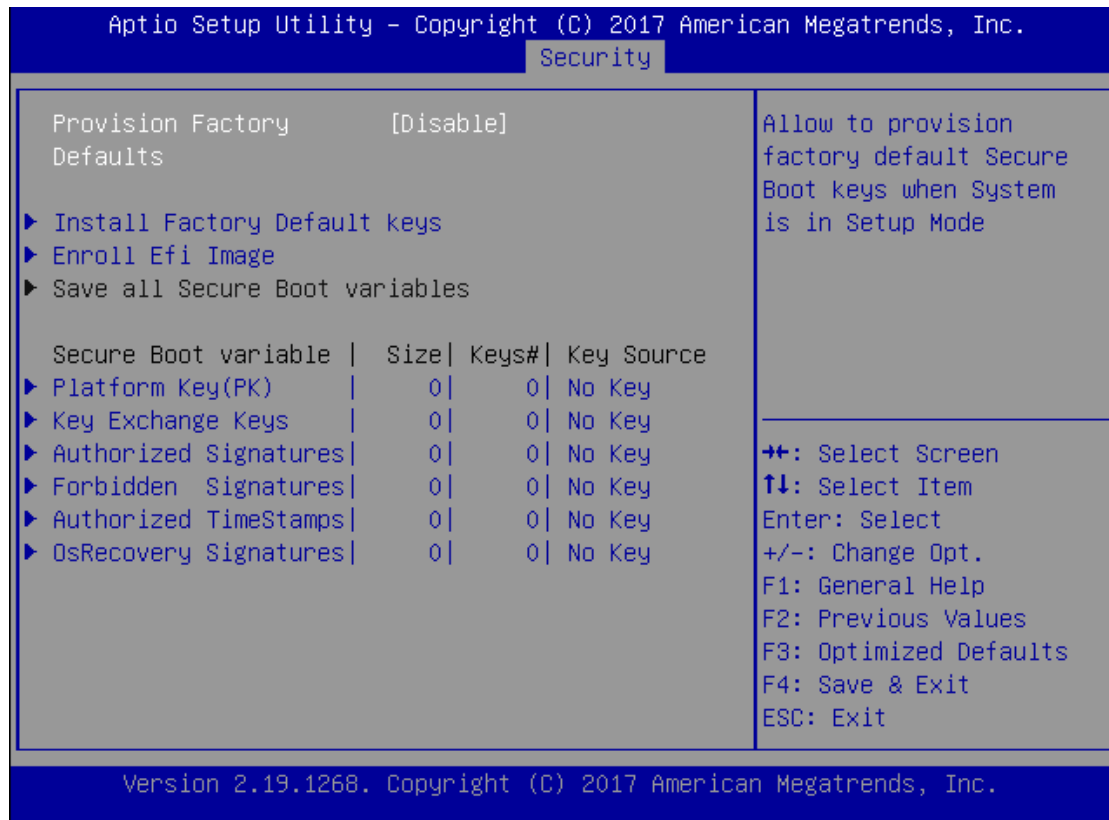 Aptio Setup Utility – Copyright (C) 2017 American Megatrends, Inc.
Security
Provision Factory [Disable]
Defaults
Install Factory Default keys
Enroll Efi Image
Save all Secure Boot variables
Secure Boot variable | Size| Keys#| Key Source
Platform Key(PK) | 0| 0| No Key
Key Exchange Keys | 0| 0| No Key
Authorized Signatures| 0| 0| No Key
Forbidden Signatures| 0| 0| No Key
Authorized TimeStamps| 0| 0| No Key
OsRecovery Signatures| 0| 0| No Key
Allow to provision
factory default Secure
Boot keys when System
is in Setup Mode
→←: Select Screen
↑↓: Select Item
Enter: Select
+/-: Change Opt.
F1: General Help
F2: Previous Values
F3: Optimized Defaults
F4: Save & Exit
ESC: Exit
Version 2.19.1268. Copyright (C) 2017 American Megatrends, Inc.